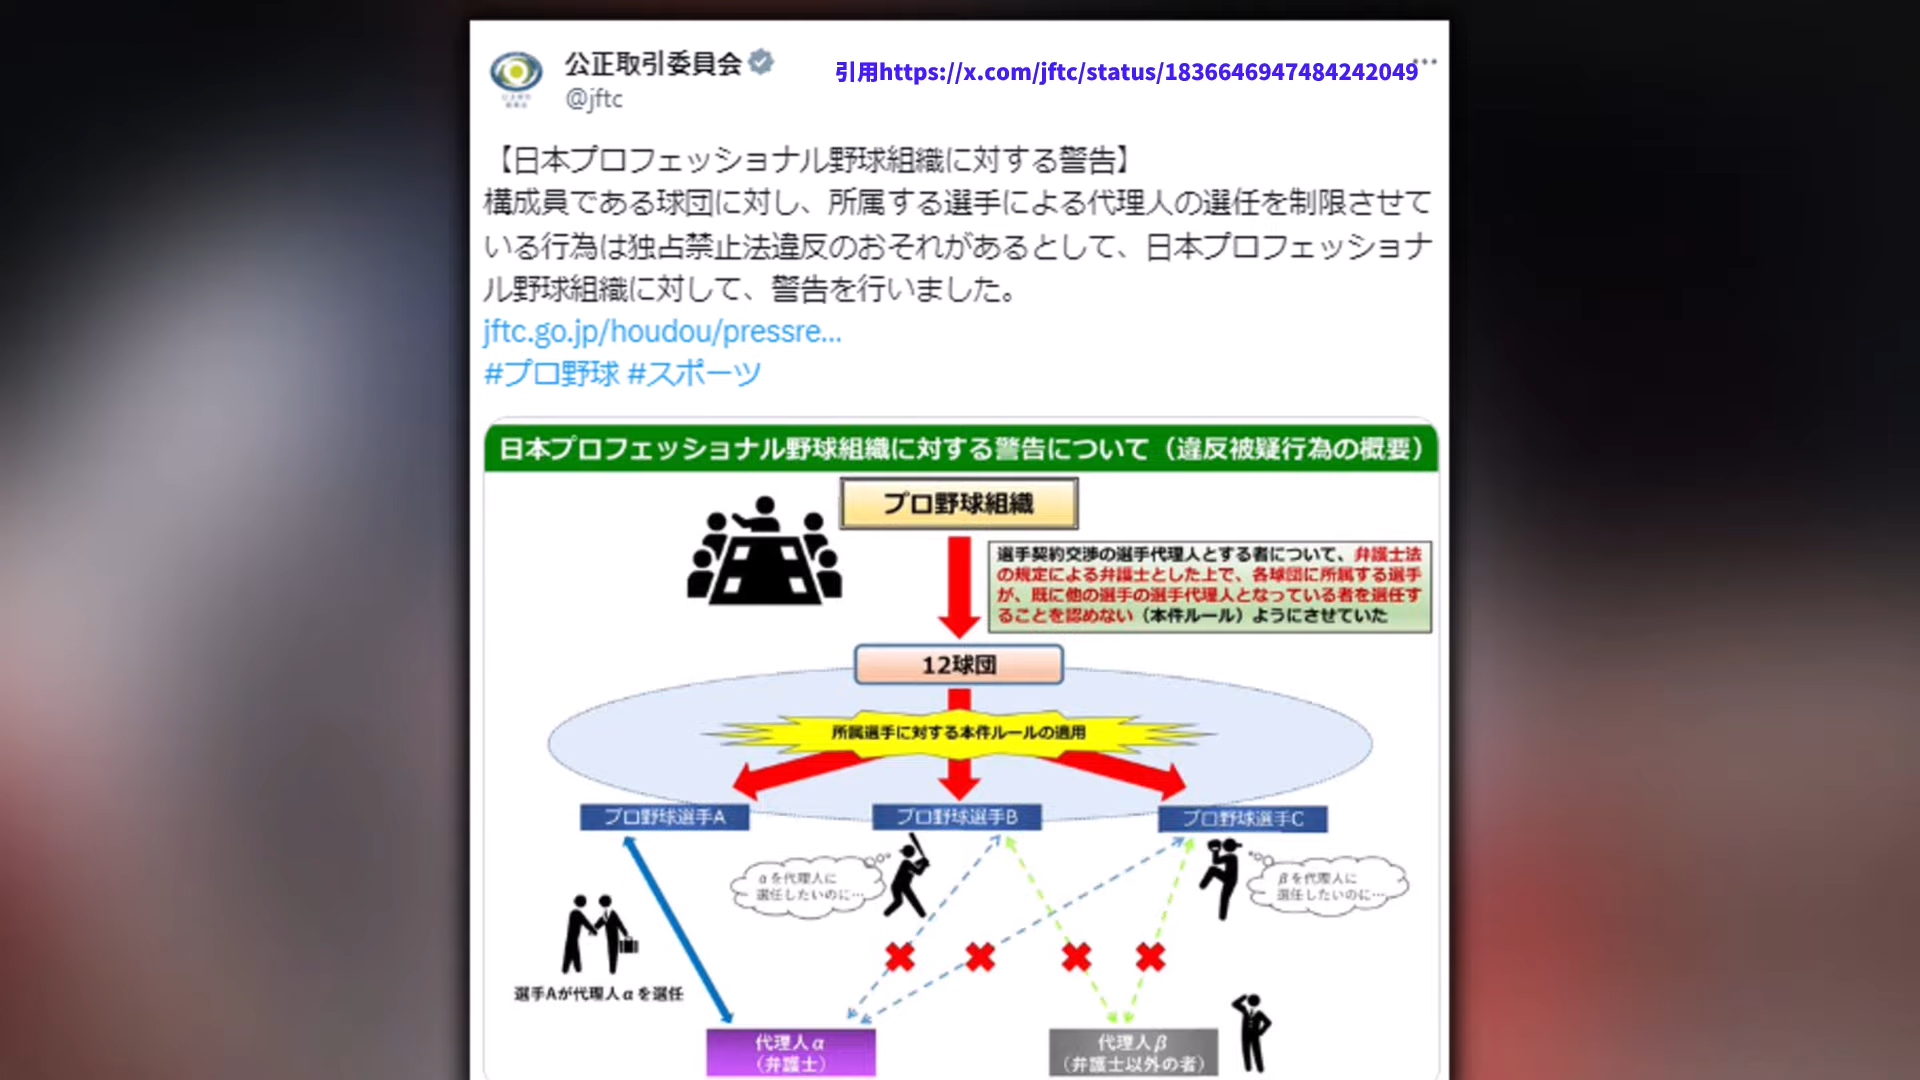 公正取引委員会
引用https://x.com/jftc/status/1836646947484242049
@jftc
【日本プロフェッショナル野球組織に対する警告】
構成員である球団に対し、所属する選手による代理人の選任を制限させて
いる行為は独占禁止法違反のおそれがあるとして、日本プロフェッショナ
ル野球組織に対して、警告を行いました。
jftc.go.jp/houdou/pressre...
#プロ野球 #スポーツ
日本プロフェッショナル野球組織に対する警告について（違反被疑行為の概要）
プロ野球組織
選手契約交渉の選手代理人とする者について、弁護士法
の規定による弁護士とした上で、各球団に所属する選手
が、既に他の選手の選手代理人となっている者を選任す
ることを認めない（本件ルール）ようにさせていた
12球団
所属選手に対する本件ルールの適用
プロ野球選手A
プロ野球選手B
プロ野球選手C
αを代理人に
選任したいのに…
βを代理人に
選任したいのに…
選手Aが代理人αを選任
代理人α
（弁護士）
代理人β
（弁護士以外の者）